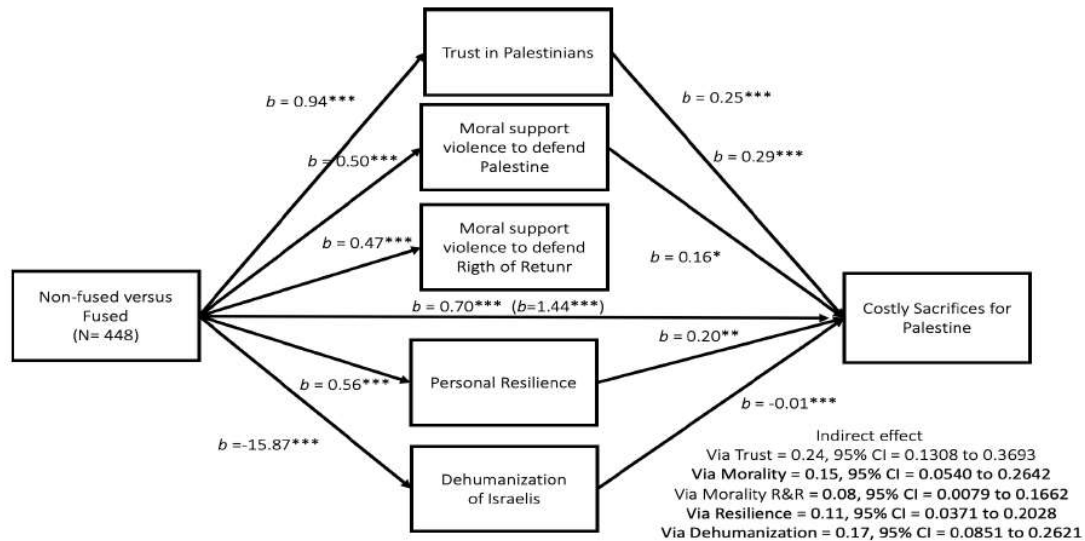 Trust in Palestinians
b = 0.94***
b = 0.25***
Moral support
violence to defend
Palestine
b = 0.50***
b = 0.29***
Moral support
violence to defend
Rigth of Retunr
b = 0.47***
b = 0.16*
Non-fused versus
Fused
(N= 448)
b = 0.70*** (b=1.44***)
Costly Sacrifices for
Palestine
b = 0.20**
Personal Resilience
b = 0.56***
b = -0.01***
b =-15.87***
Dehumanization
of Israelis
Indirect effect
Via Trust = 0.24, 95% CI = 0.1308 to 0.3693
Via Morality = 0.15, 95% CI = 0.0540 to 0.2642
Via Morality R&R = 0.08, 95% CI = 0.0079 to 0.1662
Via Resilience = 0.11, 95% CI = 0.0371 to 0.2028
Via Dehumanization = 0.17, 95% CI = 0.0851 to 0.2621